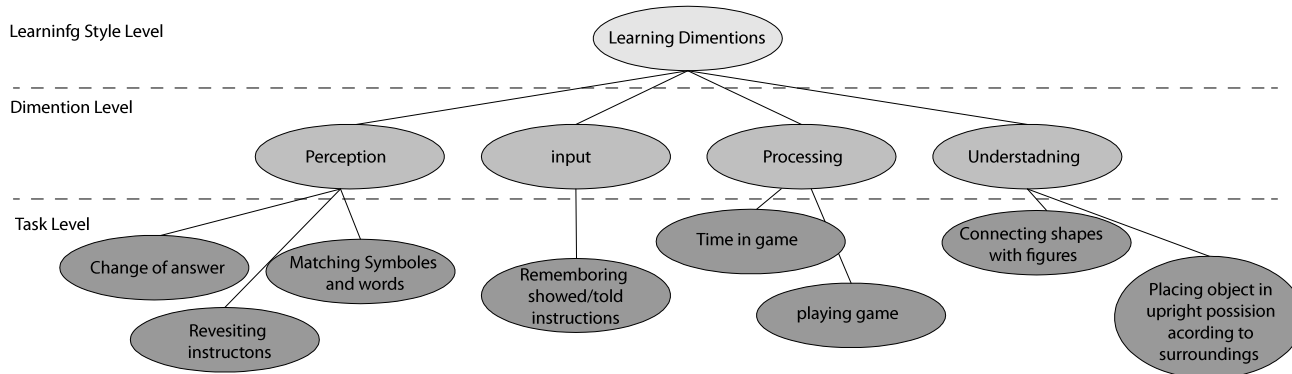 Learninfg Style Level
Learning Dimentions
Dimention Level
Perception
input
Processing
Understadning
Task Level
Change of answer
Revesiting
instructons
Matching Symboles
and words
Rememboring
showed/told
instructions
Time in game
playing game
Connecting shapes
with figures
Placing object in
upright possision
acording to
surroundings